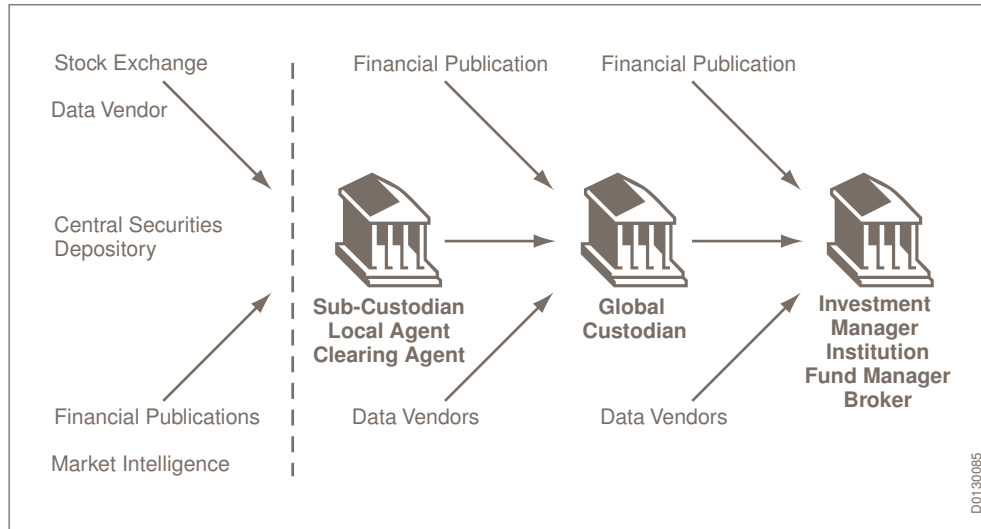 Stock Exchange
Data Vendor
Central Securities
Depository
Financial Publications
Market Intelligence
Financial Publication
Sub-Custodian
Local Agent
Clearing Agent
Data Vendors
Financial Publication
Global
Custodian
Data Vendors
Investment
Manager
Institution
Fund Manager
Broker
D0130085